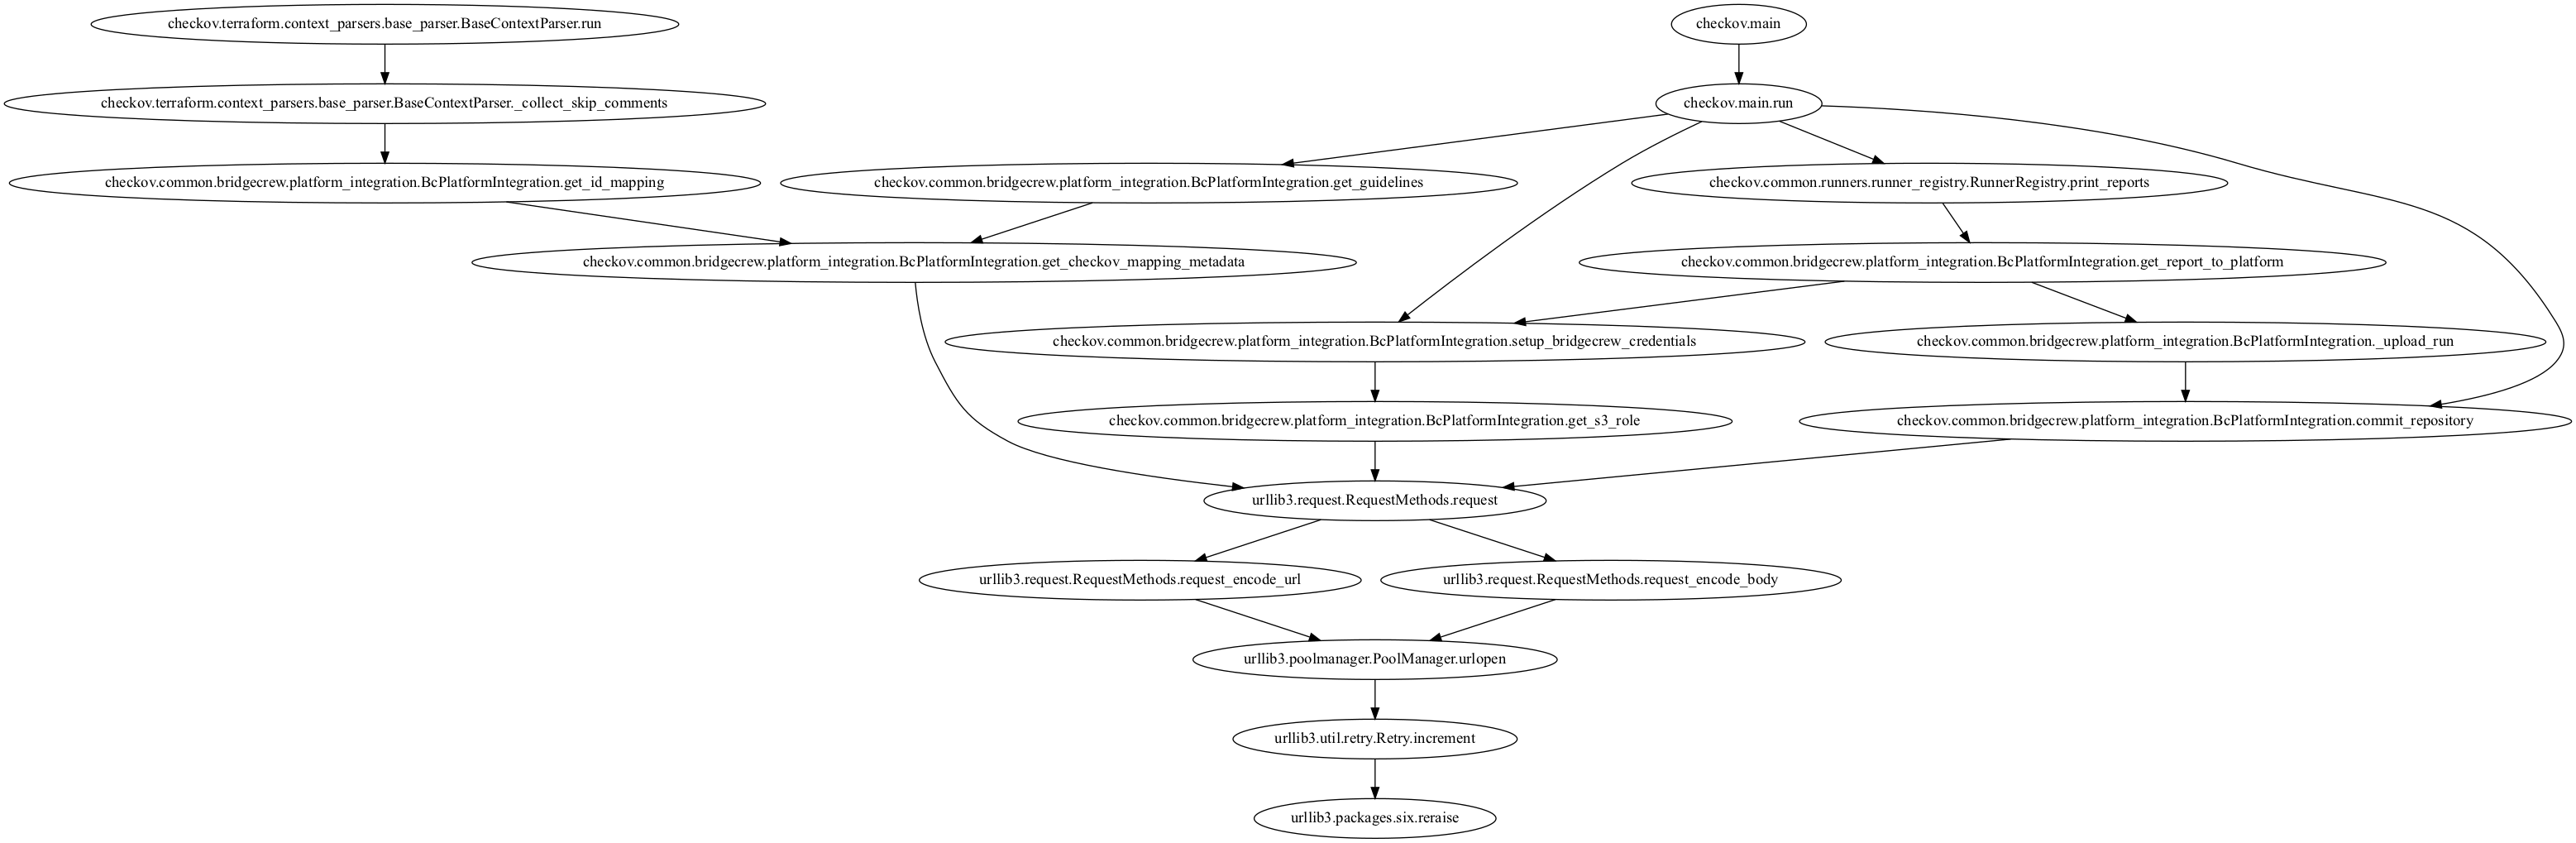 checkov.terraform.context_parsers.base_parser.BaseContextParser.run
checkov.main
checkov.terraform.context_parsers.base_parser.BaseContextParser._collect_skip_comments
checkov.main.run
checkov.common.bridgecrew.platform_integration.BcPlatformIntegration.get_id_mapping
checkov.common.bridgecrew.platform_integration.BcPlatformIntegration.get_guidelines
checkov.common.runners.runner_registry.RunnerRegistry.print_reports
checkov.common.bridgecrew.platform_integration.BcPlatformIntegration.get_checkov_mapping_metadata
checkov.common.bridgecrew.platform_integration.BcPlatformIntegration.get_report_to_platform
checkov.common.bridgecrew.platform_integration.BcPlatformIntegration.setup_bridgecrew_credentials
checkov.common.bridgecrew.platform_integration.BcPlatformIntegration._upload_run
checkov.common.bridgecrew.platform_integration.BcPlatformIntegration.get_s3_role
checkov.common.bridgecrew.platform_integration.BcPlatformIntegration.commit_repository
urllib3.request.RequestMethods.request
urllib3.request.RequestMethods.request_encode_url
urllib3.request.RequestMethods.request_encode_body
urllib3.poolmanager.PoolManager.urlopen
urllib3.util.retry.Retry.increment
urllib3.packages.six.reraise